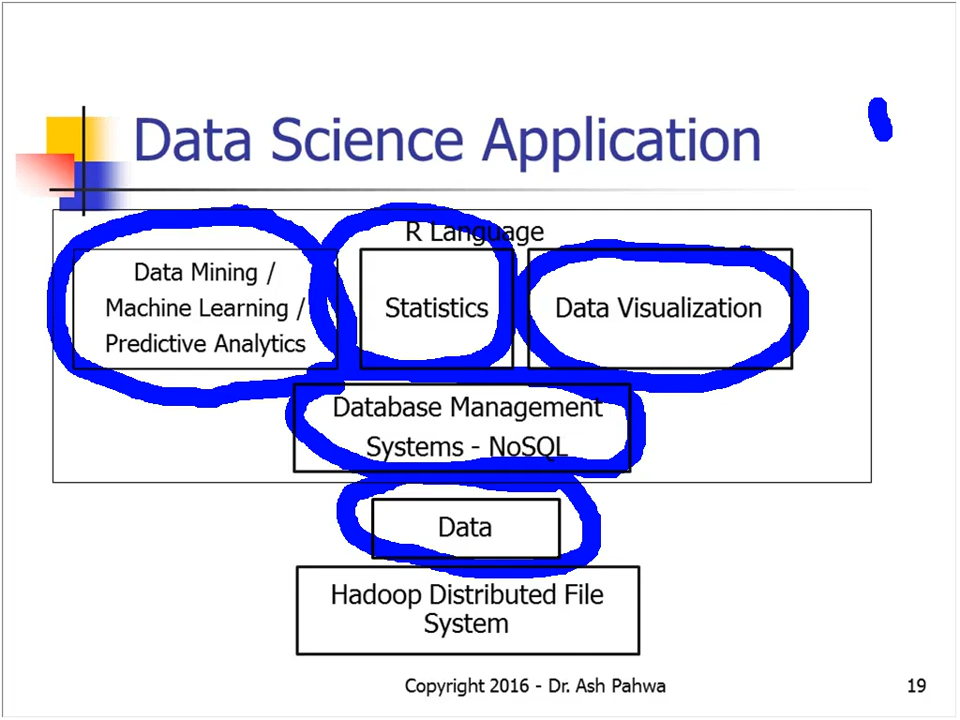 Data Science Application
R Language
Data Mining /
Machine Learning /
Predictive Analytics
Statistics
Data Visualization
Database Management
Systems - NoSQL
Data
Hadoop Distributed File
System
Copyright 2016 - Dr. Ash Pahwa
19